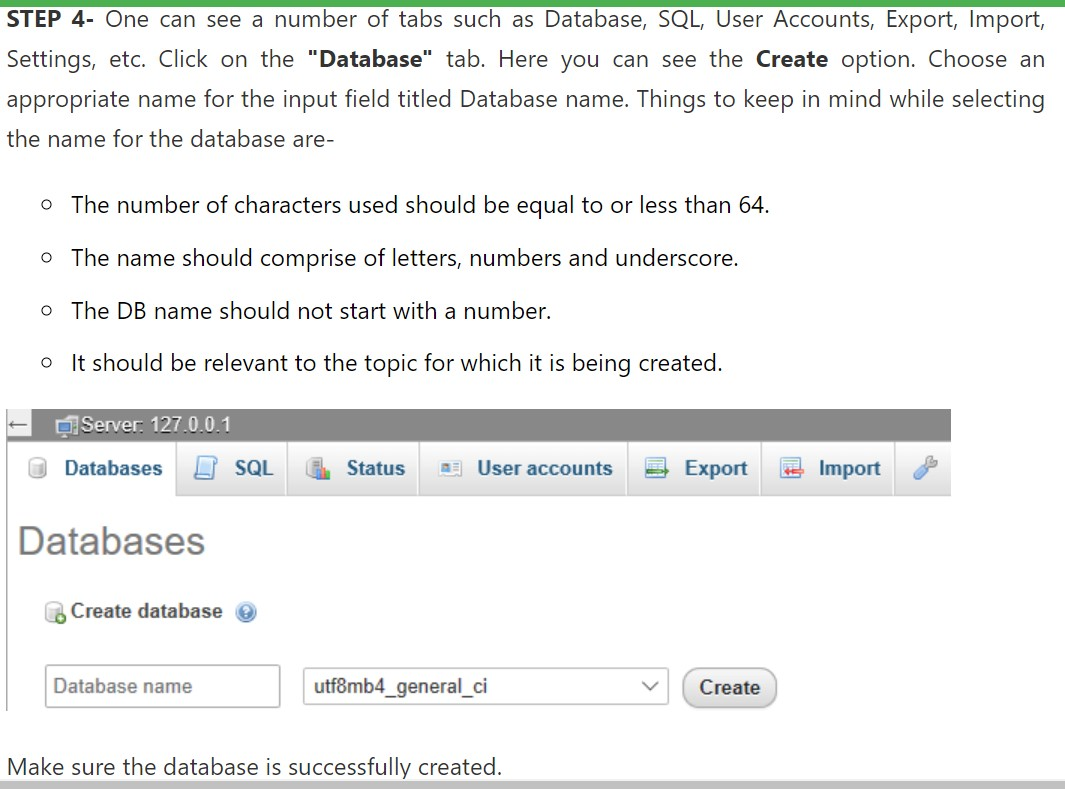 STEP 4- One can see a number of tabs such as Database, SQL, User Accounts, Export, Import,
Settings, etc. Click on the "Database" tab. Here you can see the Create option. Choose an
appropriate name for the input field titled Database name. Things to keep in mind while selecting
the name for the database are-
The number of characters used should be equal to or less than 64.
The name should comprise of letters, numbers and underscore.
The DB name should not start with a number.
It should be relevant to the topic for which it is being created.
Server: 127.0.0.1
Databases SQL Status User accounts Export Import
Databases
Create database
Database name utf8mb4_general_ci Create
Make sure the database is successfully created.